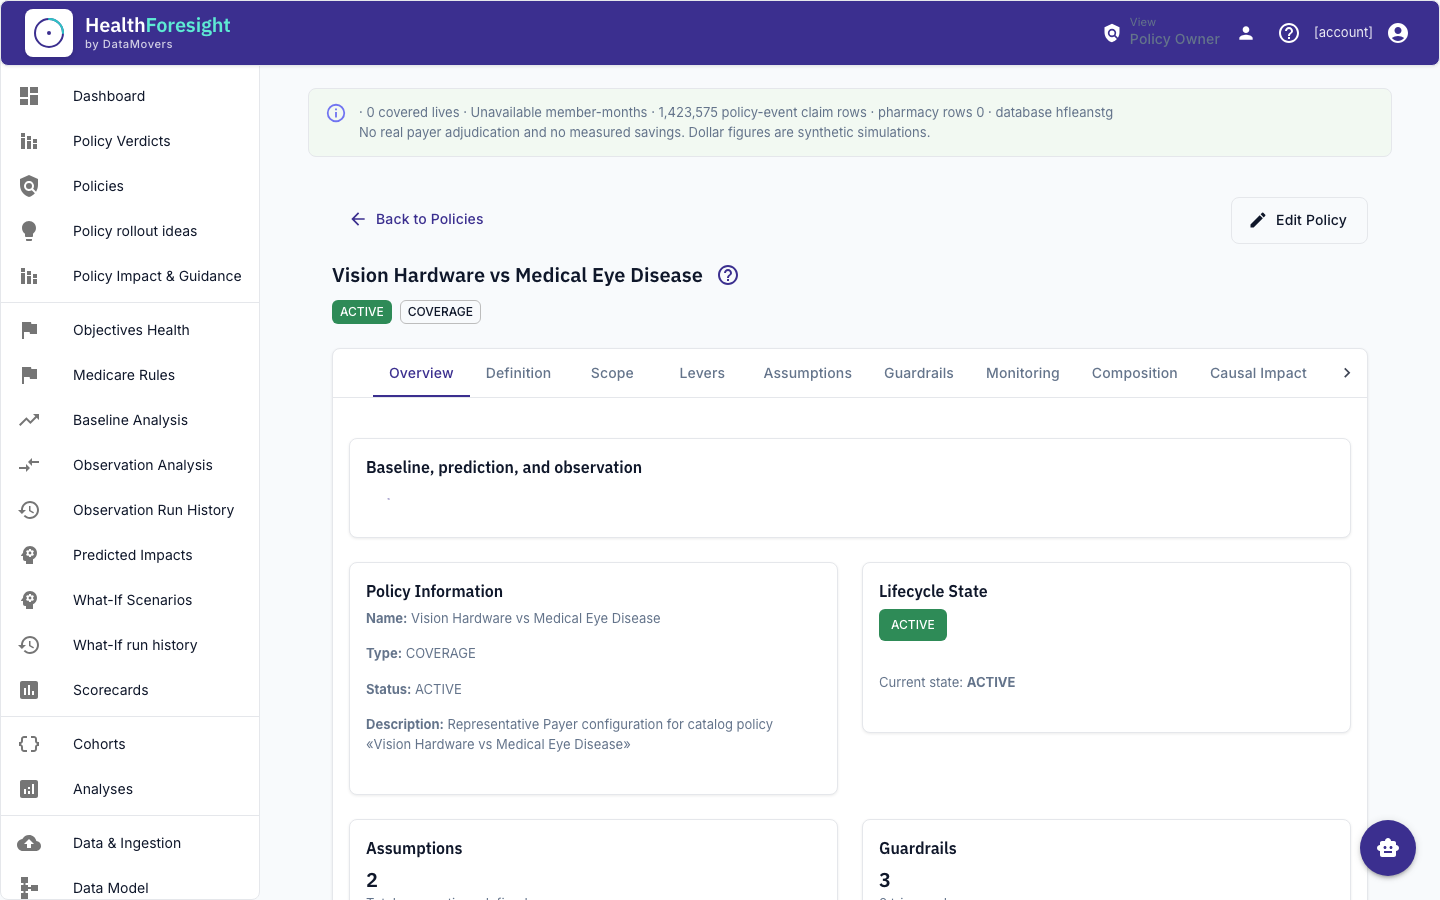 HealthForesight
by DataMovers
View
Policy Owner
[account]
Dashboard
Policy Verdicts
Policies
Policy rollout ideas
Policy Impact & Guidance
Objectives Health
Medicare Rules
Baseline Analysis
Observation Analysis
Observation Run History
Predicted Impacts
What-If Scenarios
What-If run history
Scorecards
Cohorts
Analyses
Data & Ingestion
Data Model
· 0 covered lives · Unavailable member-months · 1,423,575 policy-event claim rows · pharmacy rows 0 · database hfleanstg
No real payer adjudication and no measured savings. Dollar figures are synthetic simulations.
Back to Policies
Edit Policy
Vision Hardware vs Medical Eye Disease
ACTIVE
COVERAGE
Overview
Definition
Scope
Levers
Assumptions
Guardrails
Monitoring
Composition
Causal Impact
Baseline, prediction, and observation
Policy Information
Name: Vision Hardware vs Medical Eye Disease
Type: COVERAGE
Status: ACTIVE
Description: Representative Payer configuration for catalog policy
«Vision Hardware vs Medical Eye Disease»
Lifecycle State
ACTIVE
Current state: ACTIVE
Assumptions
2
Guardrails
3